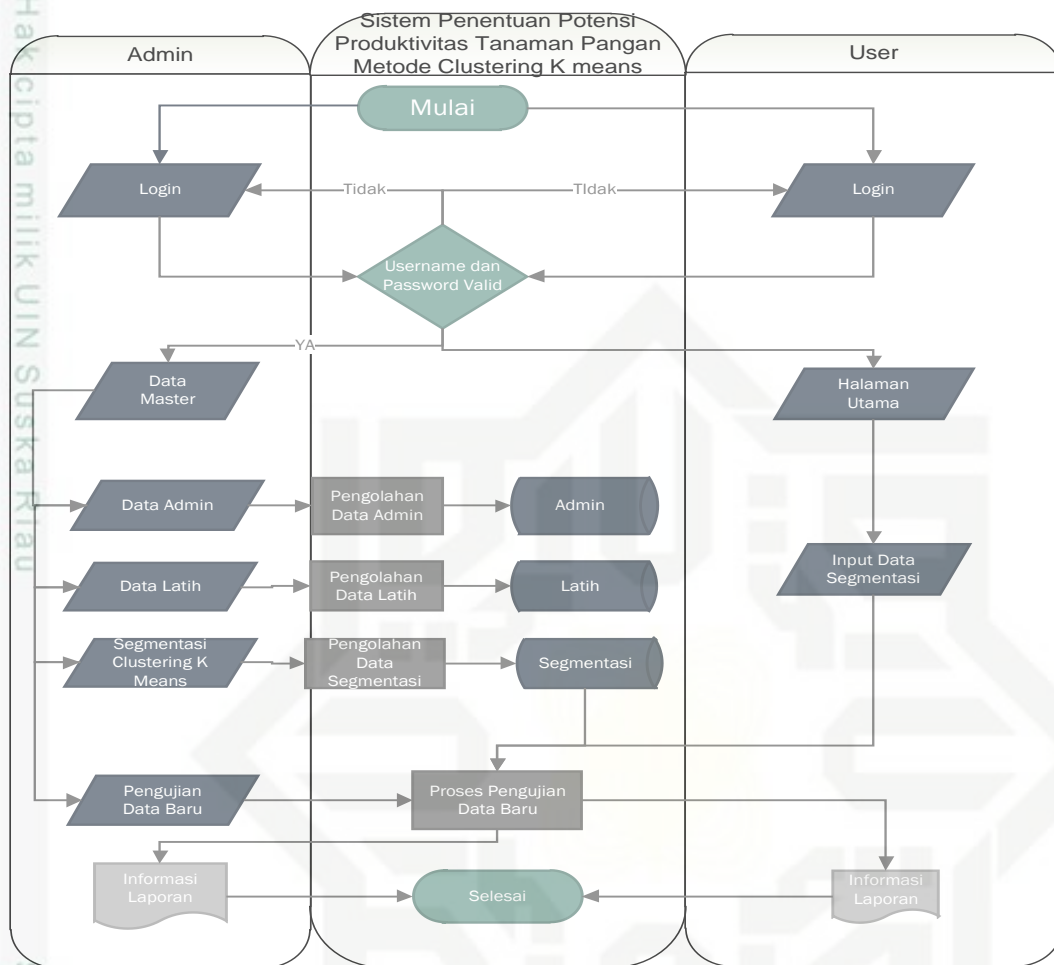 Hak cipta milik UIN Suska Riau
Admin
Sistem Penentuan Potensi
Produktivitas Tanaman Pangan
Metode Clustering K means
User
Mulai
Login
Tidak
TIdak
Login
Username dan
Password Valid
YA
Data
Master
Halaman
Utama
Data Admin
Pengolahan
Data Admin
Admin
Data Latih
Pengolahan
Data Latih
Latih
Input Data
Segmentasi
Segmentasi
Clustering K
Means
Pengolahan
Data
Segmentasi
Segmentasi
Pengujian
Data Baru
Proses Pengujian
Data Baru
Informasi
Laporan
Selesai
Informasi
Laporan